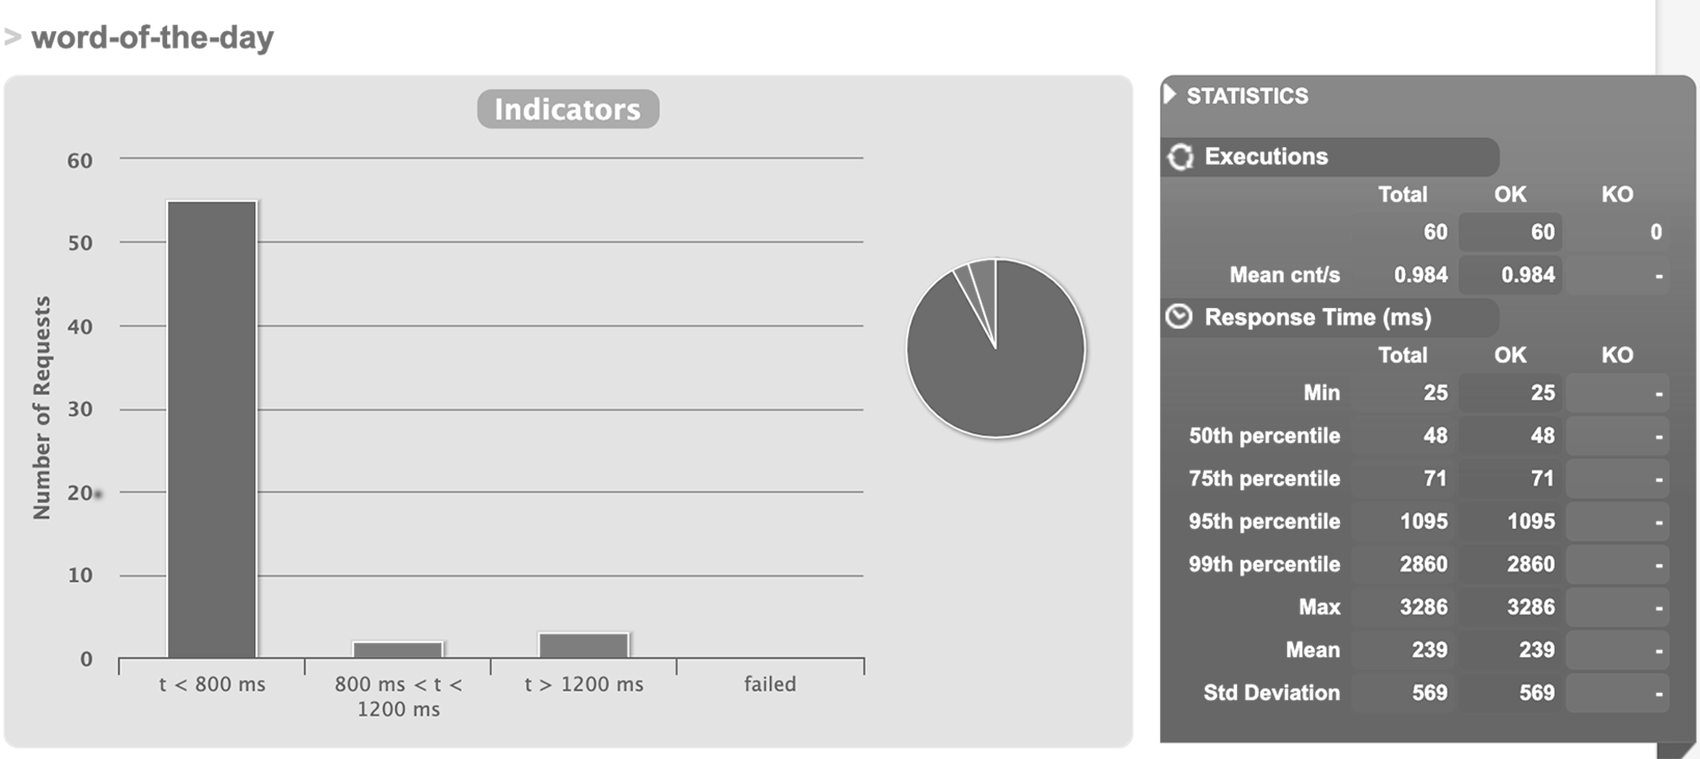 > word-of-the-day
Indicators
Number of Requests
60
50
40
30
20
10
0
t < 800 ms
800 ms < t <
1200 ms
t > 1200 ms
failed
STATISTICS
Executions
Total OK KO
60 60 0
Mean cnt/s 0.984 0.984 -
Response Time (ms)
Total OK KO
Min 25 25 -
50th percentile 48 48 -
75th percentile 71 71 -
95th percentile 1095 1095 -
99th percentile 2860 2860 -
Max 3286 3286 -
Mean 239 239 -
Std Deviation 569 569 -